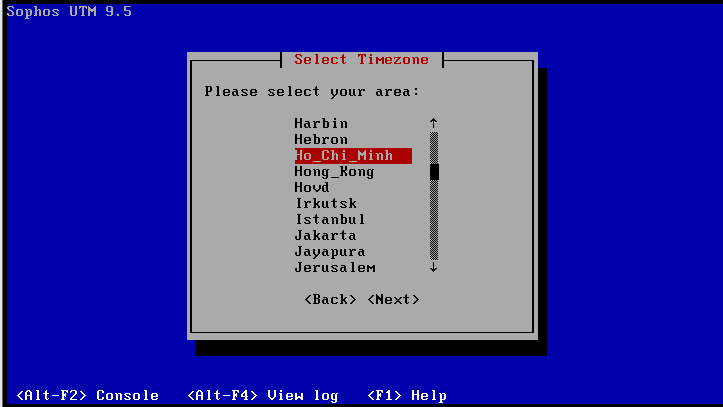 Sophos UTM 9.5
Select Timezone
Please select your area:
Harbin
Hebron
Ho_Chi_Minh
Hong_Kong
Hovd
Irkutsk
Istanbul
Jakarta
Jayapura
Jerusalem
<Back> <Next>
<Alt-F2> Console <Alt-F4> View log <F1> Help